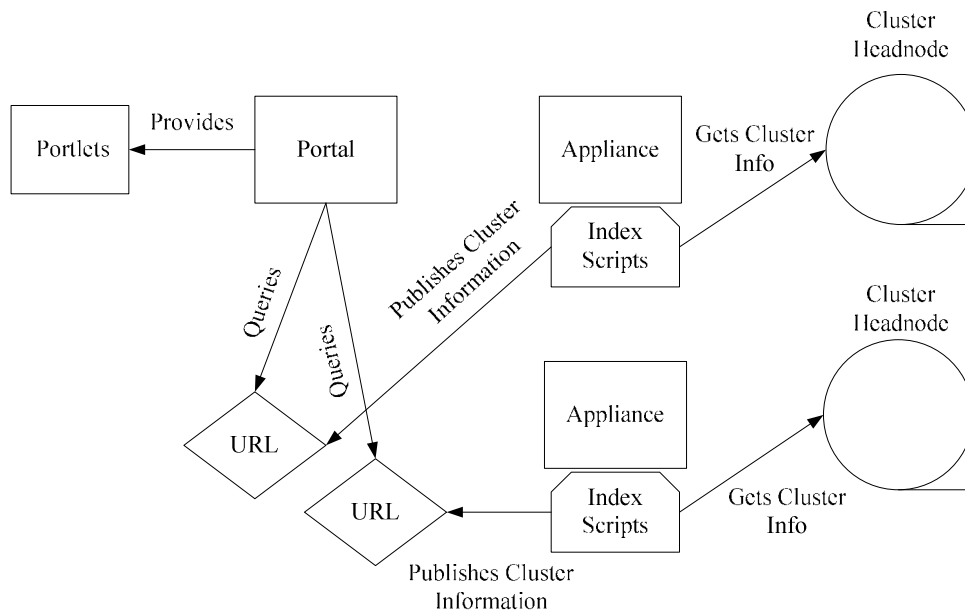 Cluster
Headnode
Provides
Portlets
Portal
Appliance
Gets Cluster
Info
Publishes Cluster
Information
Index
Scripts
Queries
Queries
Cluster
Headnode
Appliance
URL
URL
Index
Scripts
Gets Cluster
Info
Publishes Cluster
Information